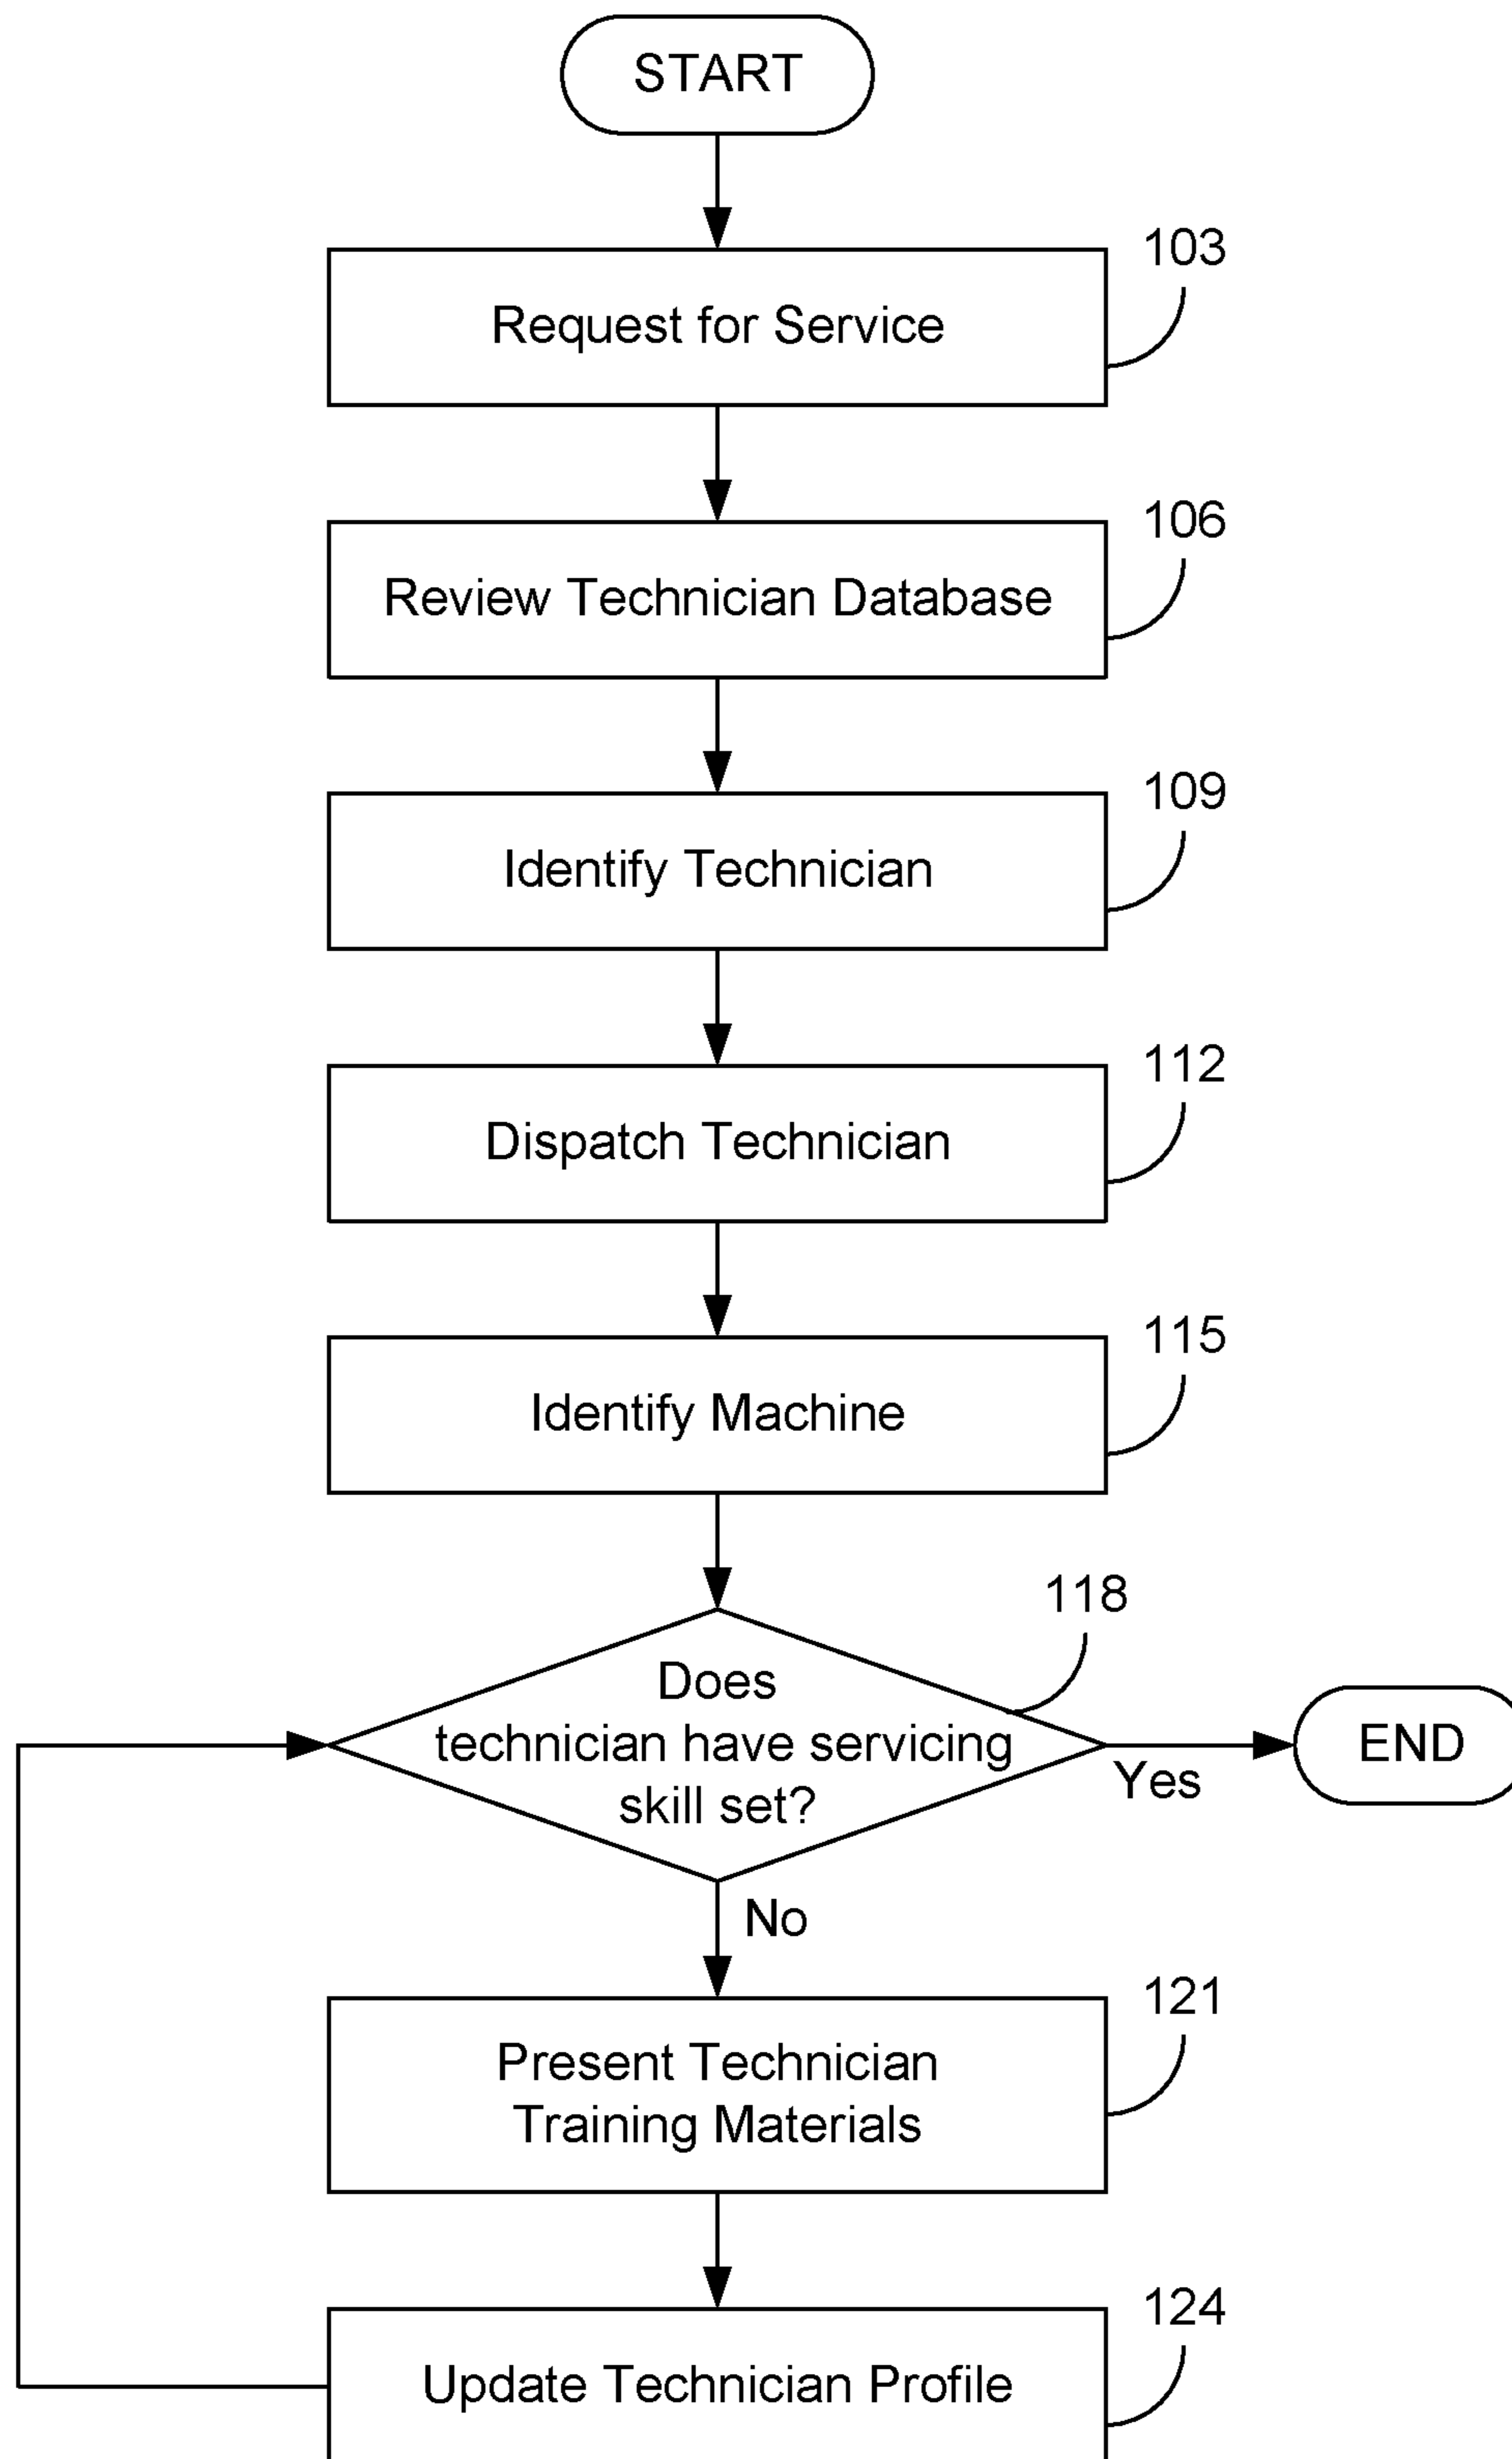 START
103
Request for Service
106
Review Technician Database
109
Identify Technician
112
Dispatch Technician
115
Identify Machine
118
Does
technician have servicing
skill set?
Yes
END
No
121
Present Technician
Training Materials
124
Update Technician Profile